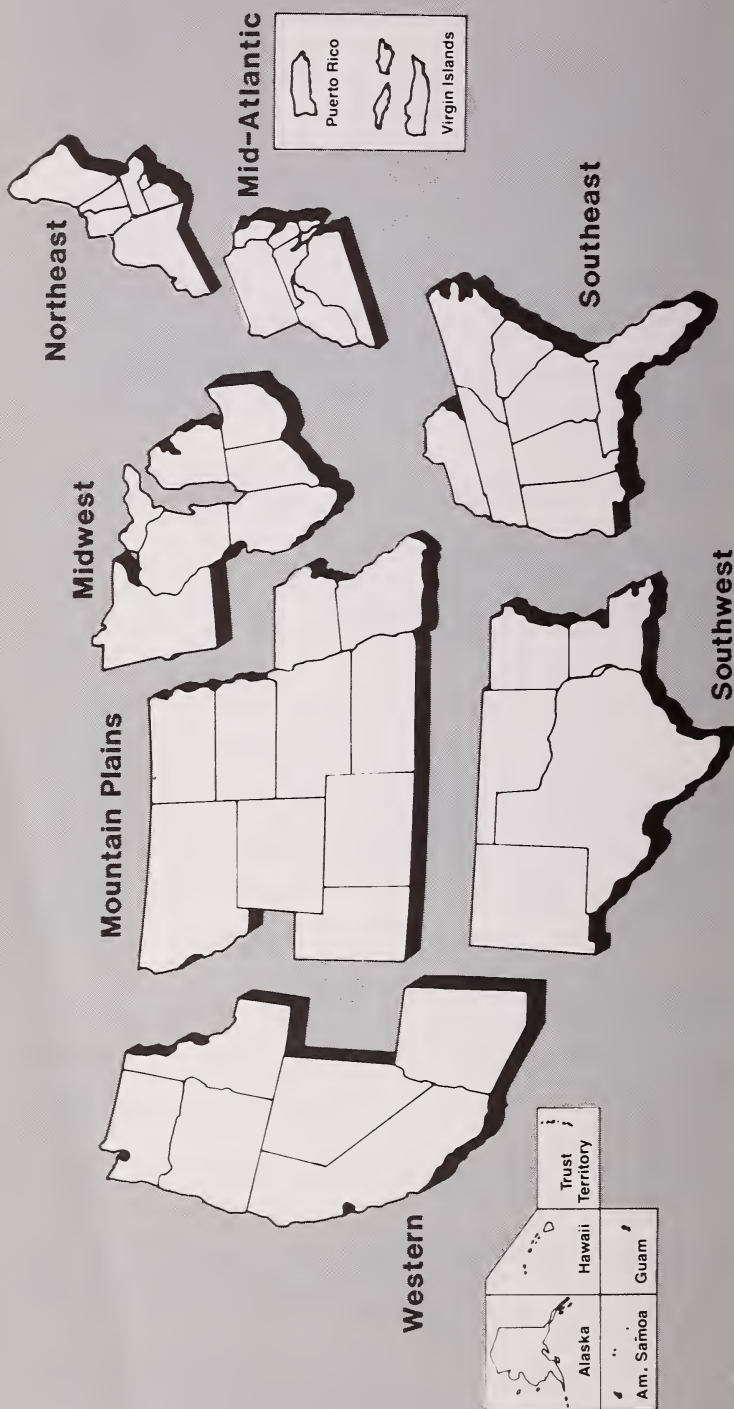 Northeast
Mid-Atlantic
Puerto Rico
Virgin Islands
Midwest
Mountain Plains
Southeast
Western
Southwest
Alaska
Hawaii
Trust
Territory
Am. Samoa
Guam